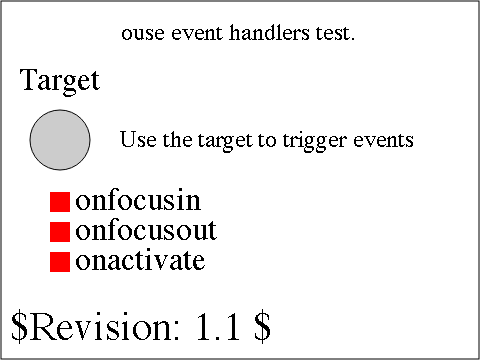 ouse event handlers test.
Target
Use the target to trigger events
onfocusin
onfocusout
onactivate
$Revision: 1.1 $